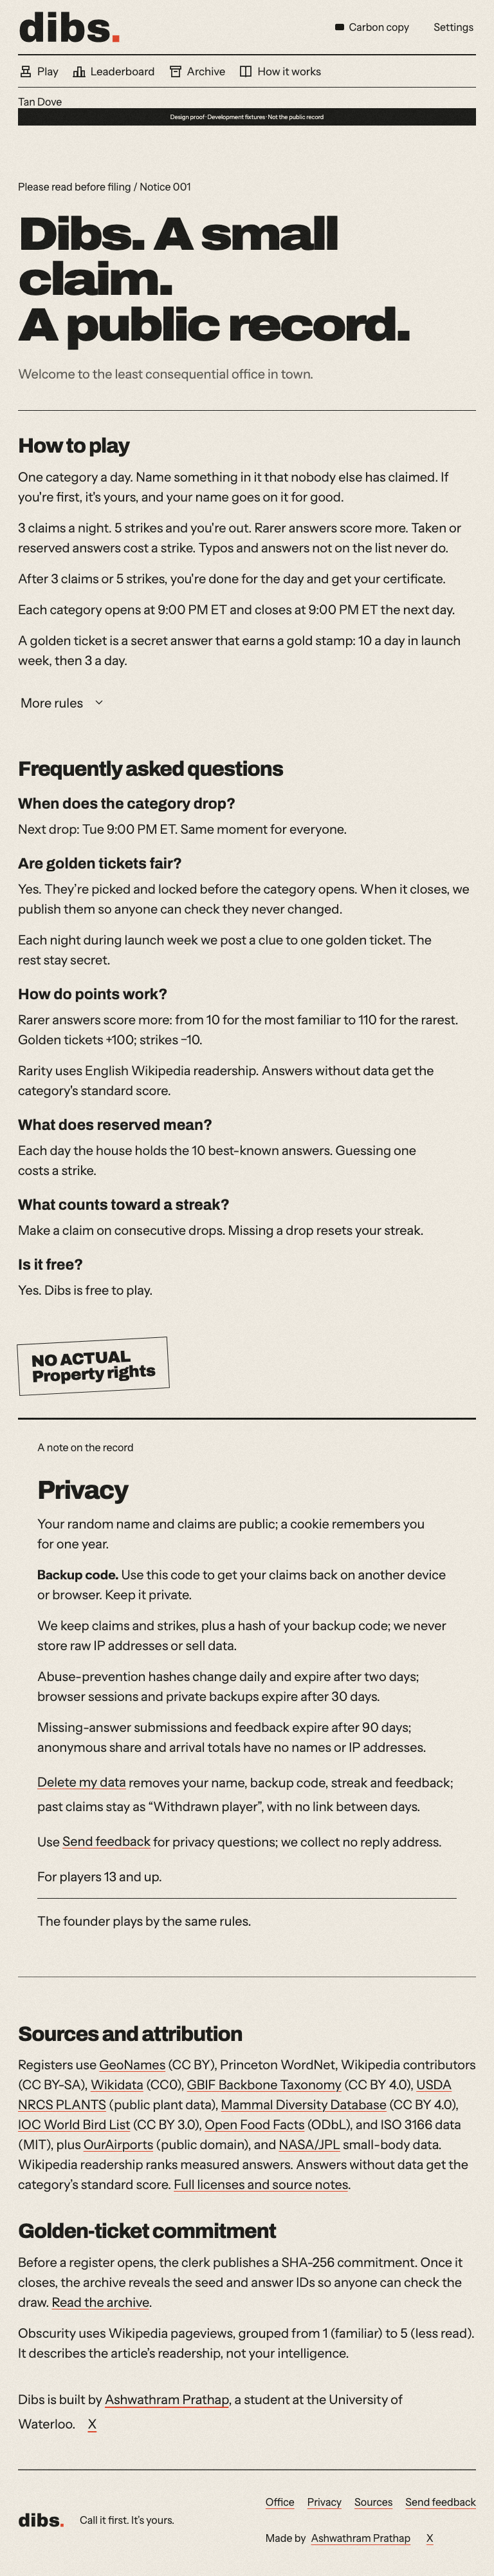 dibs.
Carbon copy Settings
Play Leaderboard Archive How it works
Tan Dove
Design proof · Development fixtures · Not the public record
Please read before filing / Notice 001
Dibs. A small
claim.
A public record.
Welcome to the least consequential office in town.
How to play
One category a day. Name something in it that nobody else has claimed. If
you're first, it's yours, and your name goes on it for good.
3 claims a night. 5 strikes and you're out. Rarer answers score more. Taken or
reserved answers cost a strike. Typos and answers not on the list never do.
After 3 claims or 5 strikes, you're done for the day and get your certificate.
Each category opens at 9:00 PM ET and closes at 9:00 PM ET the next day.
A golden ticket is a secret answer that earns a gold stamp: 10 a day in launch
week, then 3 a day.
More rules
Frequently asked questions
When does the category drop?
Next drop: Tue 9:00 PM ET. Same moment for everyone.
Are golden tickets fair?
Yes. They’re picked and locked before the category opens. When it closes, we
publish them so anyone can check they never changed.
Each night during launch week we post a clue to one golden ticket. The
rest stay secret.
How do points work?
Rarer answers score more: from 10 for the most familiar to 110 for the rarest.
Golden tickets +100; strikes −10.
Rarity uses English Wikipedia readership. Answers without data get the
category's standard score.
What does reserved mean?
Each day the house holds the 10 best-known answers. Guessing one
costs a strike.
What counts toward a streak?
Make a claim on consecutive drops. Missing a drop resets your streak.
Is it free?
Yes. Dibs is free to play.
NO ACTUAL
Property rights
A note on the record
Privacy
Your random name and claims are public; a cookie remembers you
for one year.
Backup code. Use this code to get your claims back on another device
or browser. Keep it private.
We keep claims and strikes, plus a hash of your backup code; we never
store raw IP addresses or sell data.
Abuse-prevention hashes change daily and expire after two days;
browser sessions and private backups expire after 30 days.
Missing-answer submissions and feedback expire after 90 days;
anonymous share and arrival totals have no names or IP addresses.
Delete my data removes your name, backup code, streak and feedback;
past claims stay as “Withdrawn player”, with no link between days.
Use Send feedback for privacy questions; we collect no reply address.
For players 13 and up.
The founder plays by the same rules.
Sources and attribution
Registers use GeoNames (CC BY), Princeton WordNet, Wikipedia contributors
(CC BY-SA), Wikidata (CC0), GBIF Backbone Taxonomy (CC BY 4.0), USDA
NRCS PLANTS (public plant data), Mammal Diversity Database (CC BY 4.0),
IOC World Bird List (CC BY 3.0), Open Food Facts (ODbL), and ISO 3166 data
(MIT), plus OurAirports (public domain), and NASA/JPL small-body data.
Wikipedia readership ranks measured answers. Answers without data get the
category's standard score. Full licenses and source notes.
Golden-ticket commitment
Before a register opens, the clerk publishes a SHA-256 commitment. Once it
closes, the archive reveals the seed and answer IDs so anyone can check the
draw. Read the archive.
Obscurity uses Wikipedia pageviews, grouped from 1 (familiar) to 5 (less read).
It describes the article's readership, not your intelligence.
Dibs is built by Ashwathram Prathap, a student at the University of
Waterloo. X
Office Privacy Sources Send feedback
dibs. Call it first. It's yours.
Made by Ashwathram Prathap X